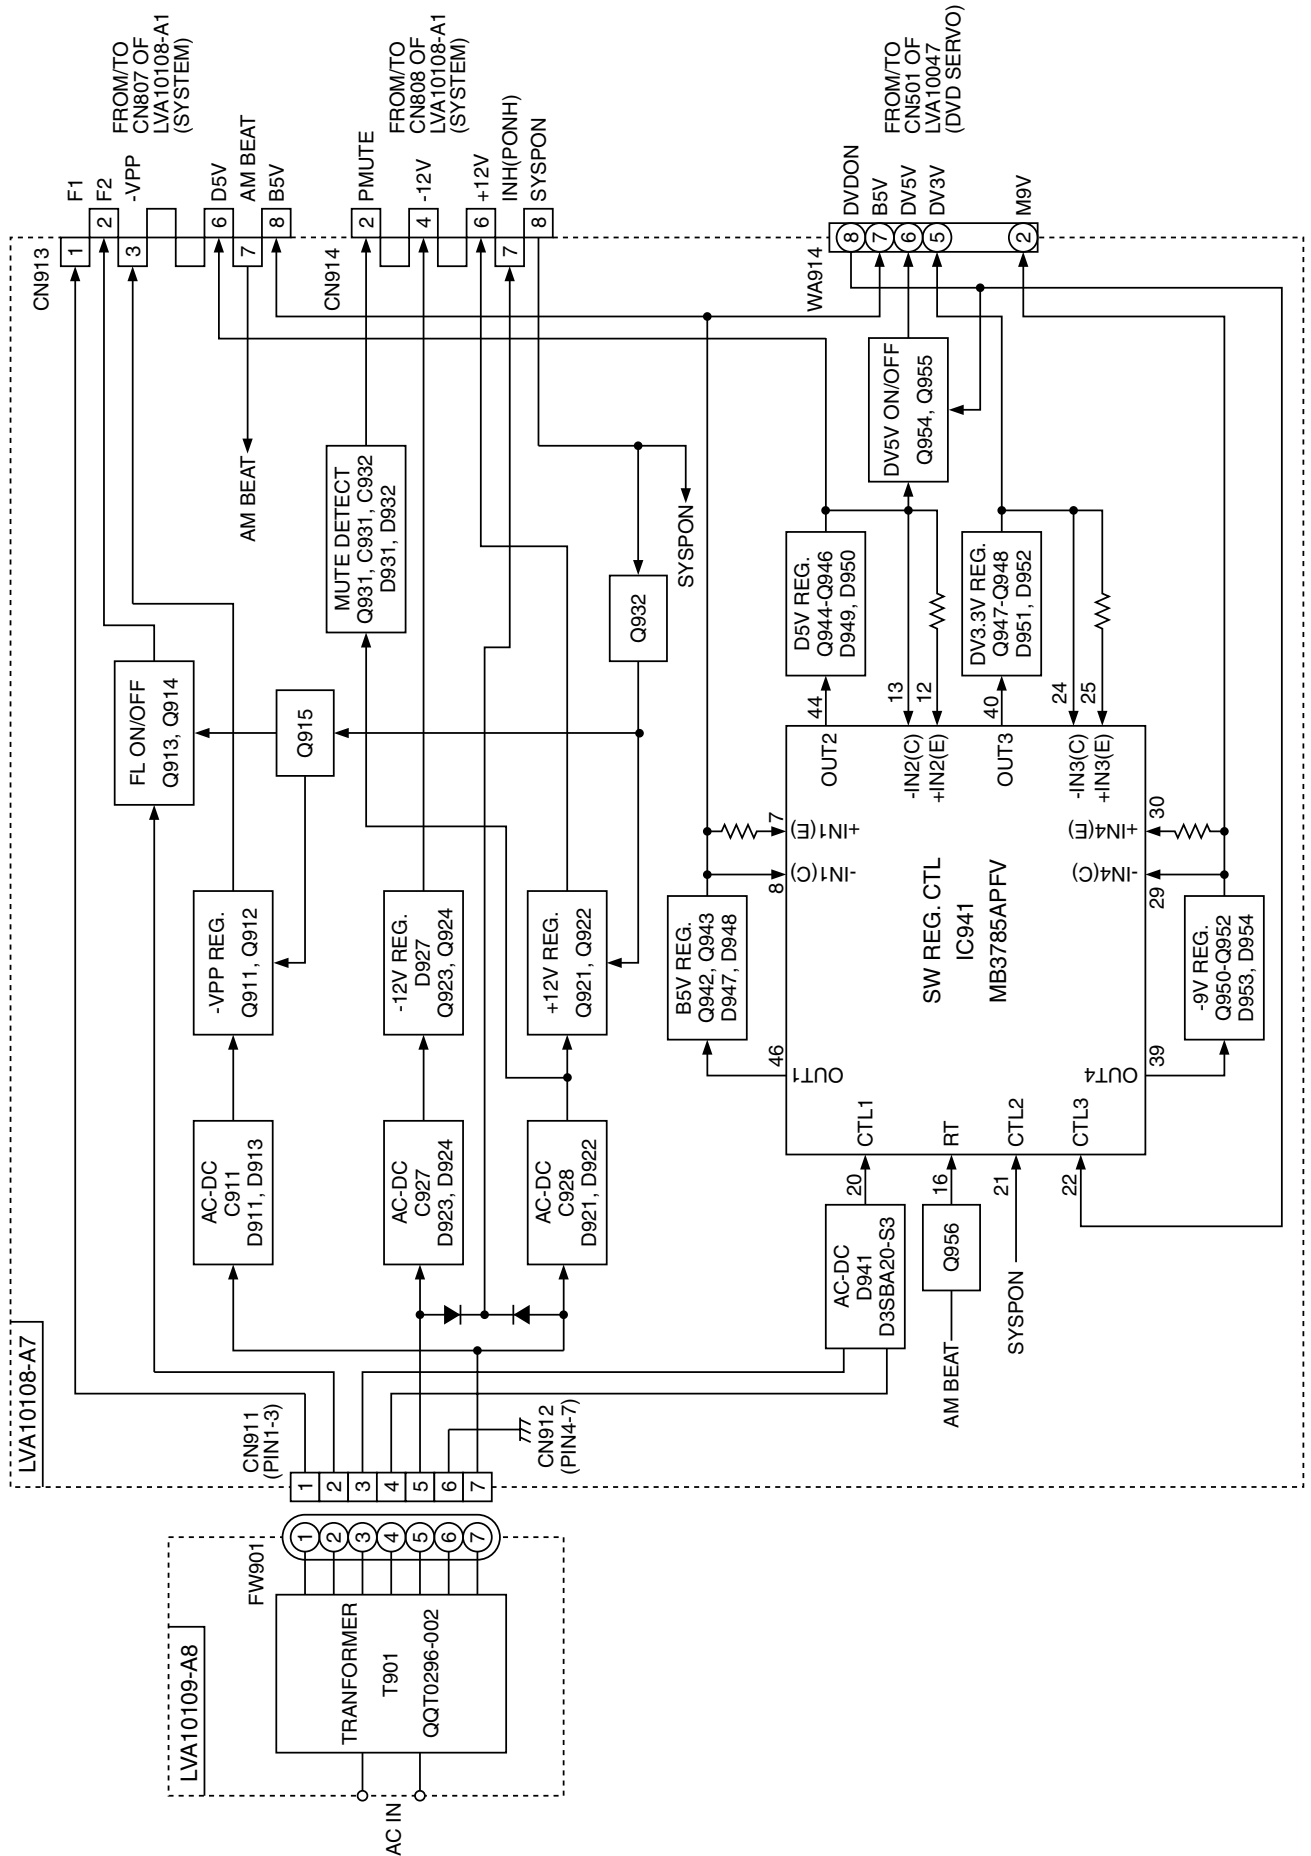 LVA10109-A8
AC IN
TRANFORMER
T901
QQT0296-002
FW901
1
2
3
4
5
6
7
LVA10108-A7
CN911
(PIN1-3)
1
2
3
4
5
6
7
CN912
(PIN4-7)
AC-DC
C911
D911, D913
-VPP REG.
Q911, Q912
FL ON/OFF
Q913, Q914
Q915
AC-DC
C927
D923, D924
-12V REG.
D927
Q923, Q924
AC-DC
C928
D921, D922
+12V REG.
Q921, Q922
MUTE DETECT
Q931, C931, C932
D931, D932
Q932
SYSPON
AM BEAT
CN913
1
F1
2
F2
3
-VPP
6
D5V
7
AM BEAT
8
B5V
FROM/TO
CN807 OF
LVA10108-A1
(SYSTEM)
CN914
2
PMUTE
4
-12V
6
+12V
7
INH(PONH)
8
SYSPON
FROM/TO
CN808 OF
LVA10108-A1
(SYSTEM)
WA914
8
DVDON
7
B5V
6
DV5V
5
DV3V
2
M9V
FROM/TO
CN501 OF
LVA10047
(DVD SERVO)
AC-DC
D941
D3SBA20-S3
20
CTL1
AM BEAT
Q956
16
RT
SYSPON
21
CTL2
22
CTL3
SW REG. CTL
IC941
MB3785APFV
46
OUT1
B5V REG.
Q942, Q943
D947, D948
8
-IN1(C)
7
+IN1(E)
OUT2
44
D5V REG.
Q944-Q946
D949, D950
-IN2(C)
13
+IN2(E)
12
DV5V ON/OFF
Q954, Q955
OUT3
40
DV3.3V REG.
Q947-Q948
D951, D952
-IN3(C)
24
+IN3(E)
25
OUT4
39
-9V REG.
Q950-Q952
D953, D954
-IN4(C)
29
+IN4(E)
30